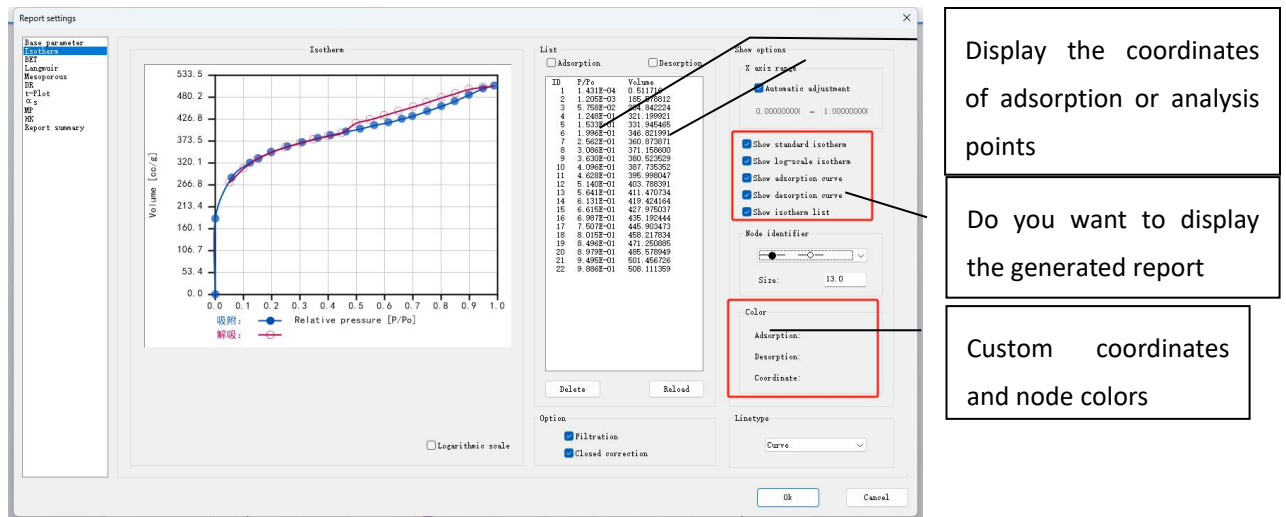 Report settings
Base parameter
Isotherm
BET
Langmuir
Mesoporous
DR
t-Plot
α s
MP
HK
Report summary
Isotherm
533.5
480.2
426.8
373.5
320.1
266.8
213.4
160.1
106.7
53.4
0.0
Volume [cc/g]
0.0 0.1 0.2 0.3 0.4 0.5 0.6 0.7 0.8 0.9 1.0
吸附: Relative pressure [P/Po]
解吸:
Logarithmic scale
List
Adsorption Desorption
ID P/Po Volume
1 1.431E-04 0.511716
2 1.205E-03 185.378812
3 5.758E-02 284.842224
4 1.248E-01 321.199921
5 1.533E-01 331.945465
6 1.996E-01 346.821991
7 2.562E-01 360.873871
8 3.086E-01 371.158600
9 3.630E-01 380.523529
10 4.096E-01 387.735352
11 4.628E-01 395.998047
12 5.140E-01 403.788391
13 5.641E-01 411.470734
14 6.131E-01 419.424164
15 6.615E-01 427.975037
16 6.987E-01 435.192444
17 7.507E-01 445.903473
18 8.015E-01 458.217834
19 8.496E-01 471.250885
20 8.979E-01 485.578949
21 9.495E-01 501.456726
22 9.886E-01 508.111359
Delete Reload
Option
Filtration
Closed correction
Show options
X axis range
Automatic adjustment
0.00000000 - 1.00000000
Show standard isotherm
Show log-scale isotherm
Show adsorption curve
Show desorption curve
Show isotherm list
Node identifier
Size: 13.0
Color
Adsorption:
Desorption:
Coordinate:
Linetype
Curve
Ok Cancel
Display the coordinates
of adsorption or analysis
points
Do you want to display
the generated report
Custom coordinates
and node colors